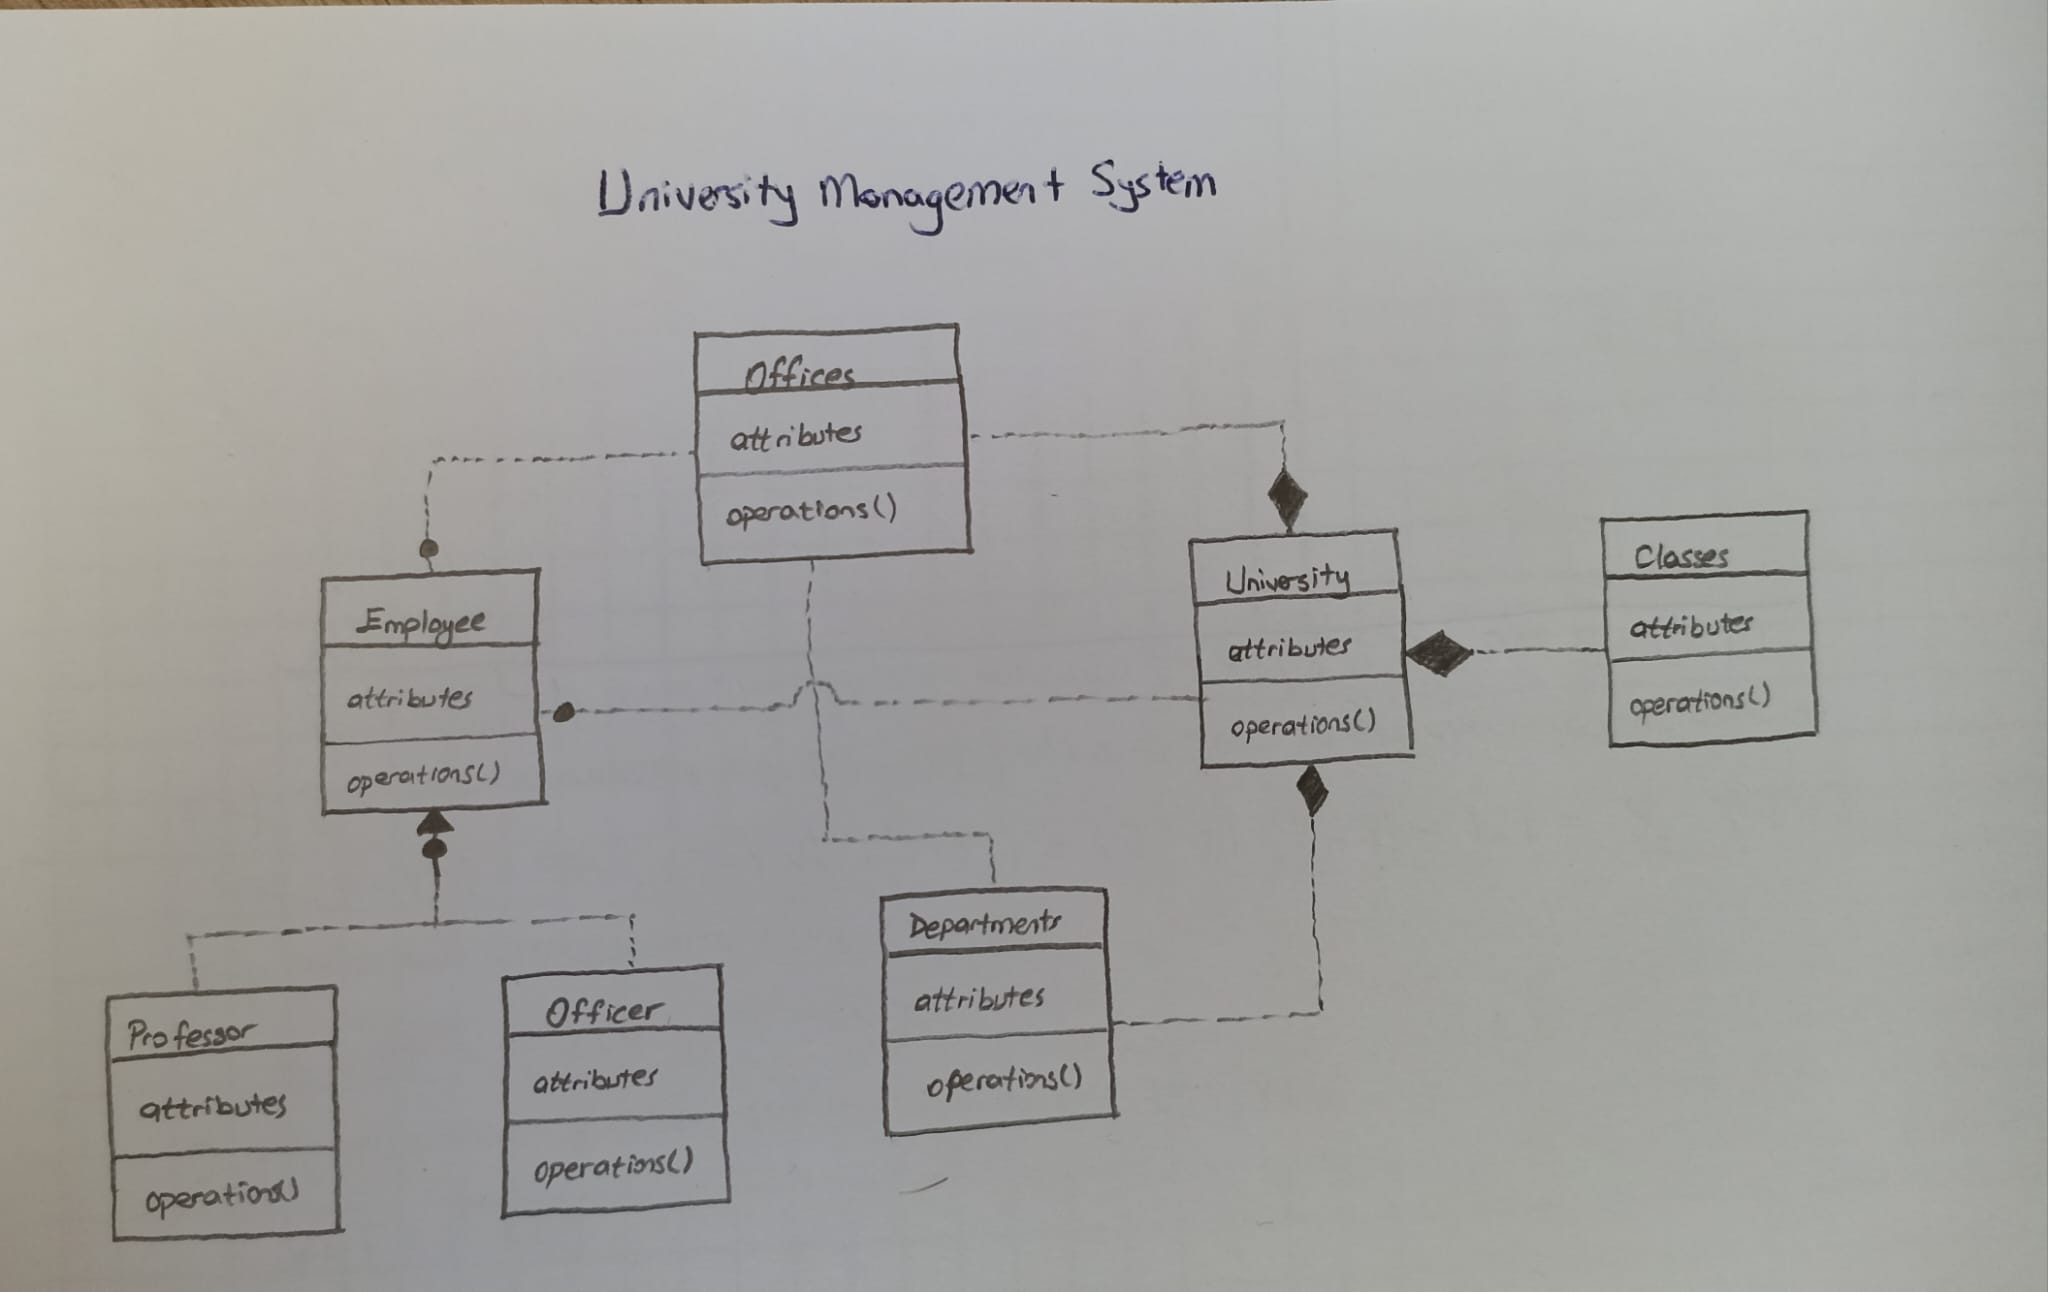 University Management System
Offices
attributes
operations()
Employee
attributes
operations()
University
attributes
operations()
Classes
attributes
operations()
Professor
attributes
operations()
Officer
attributes
operations()
Departments
attributes
operations()